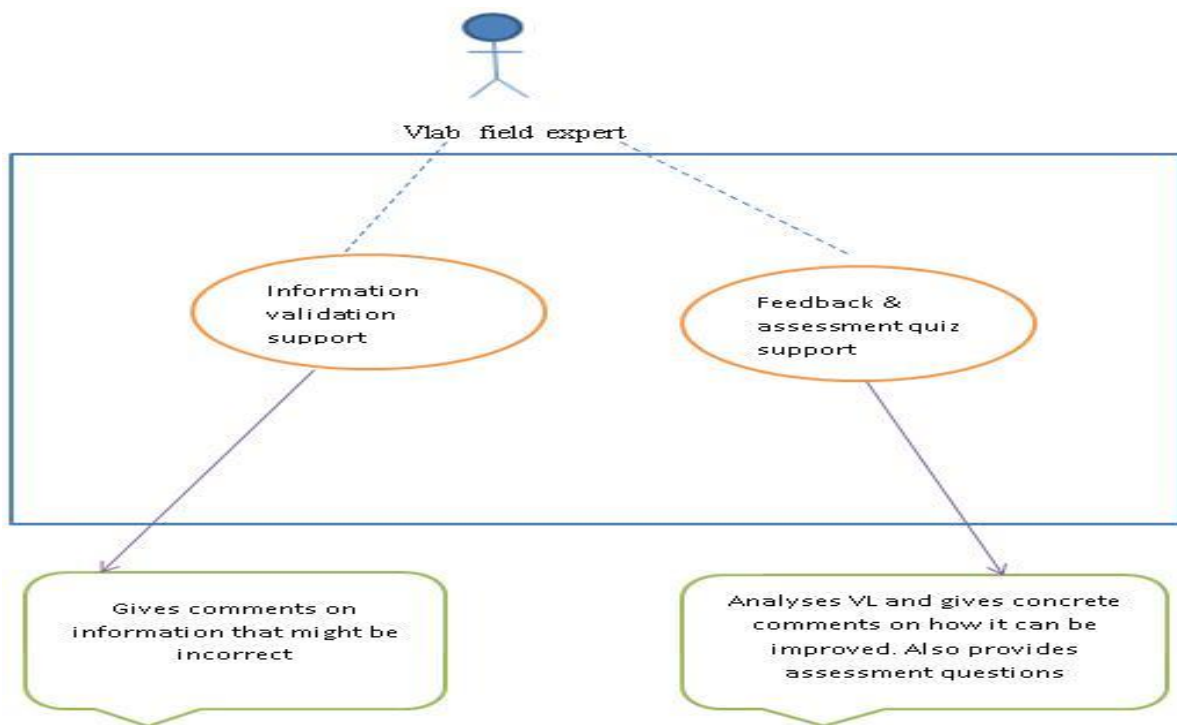 Vlab field expert
Information
validation
support
Feedback &
assessment quiz
support
Gives comments on
information that might be
incorrect
Analyses VL and gives concrete
comments on how it can be
improved. Also provides
assessment questions